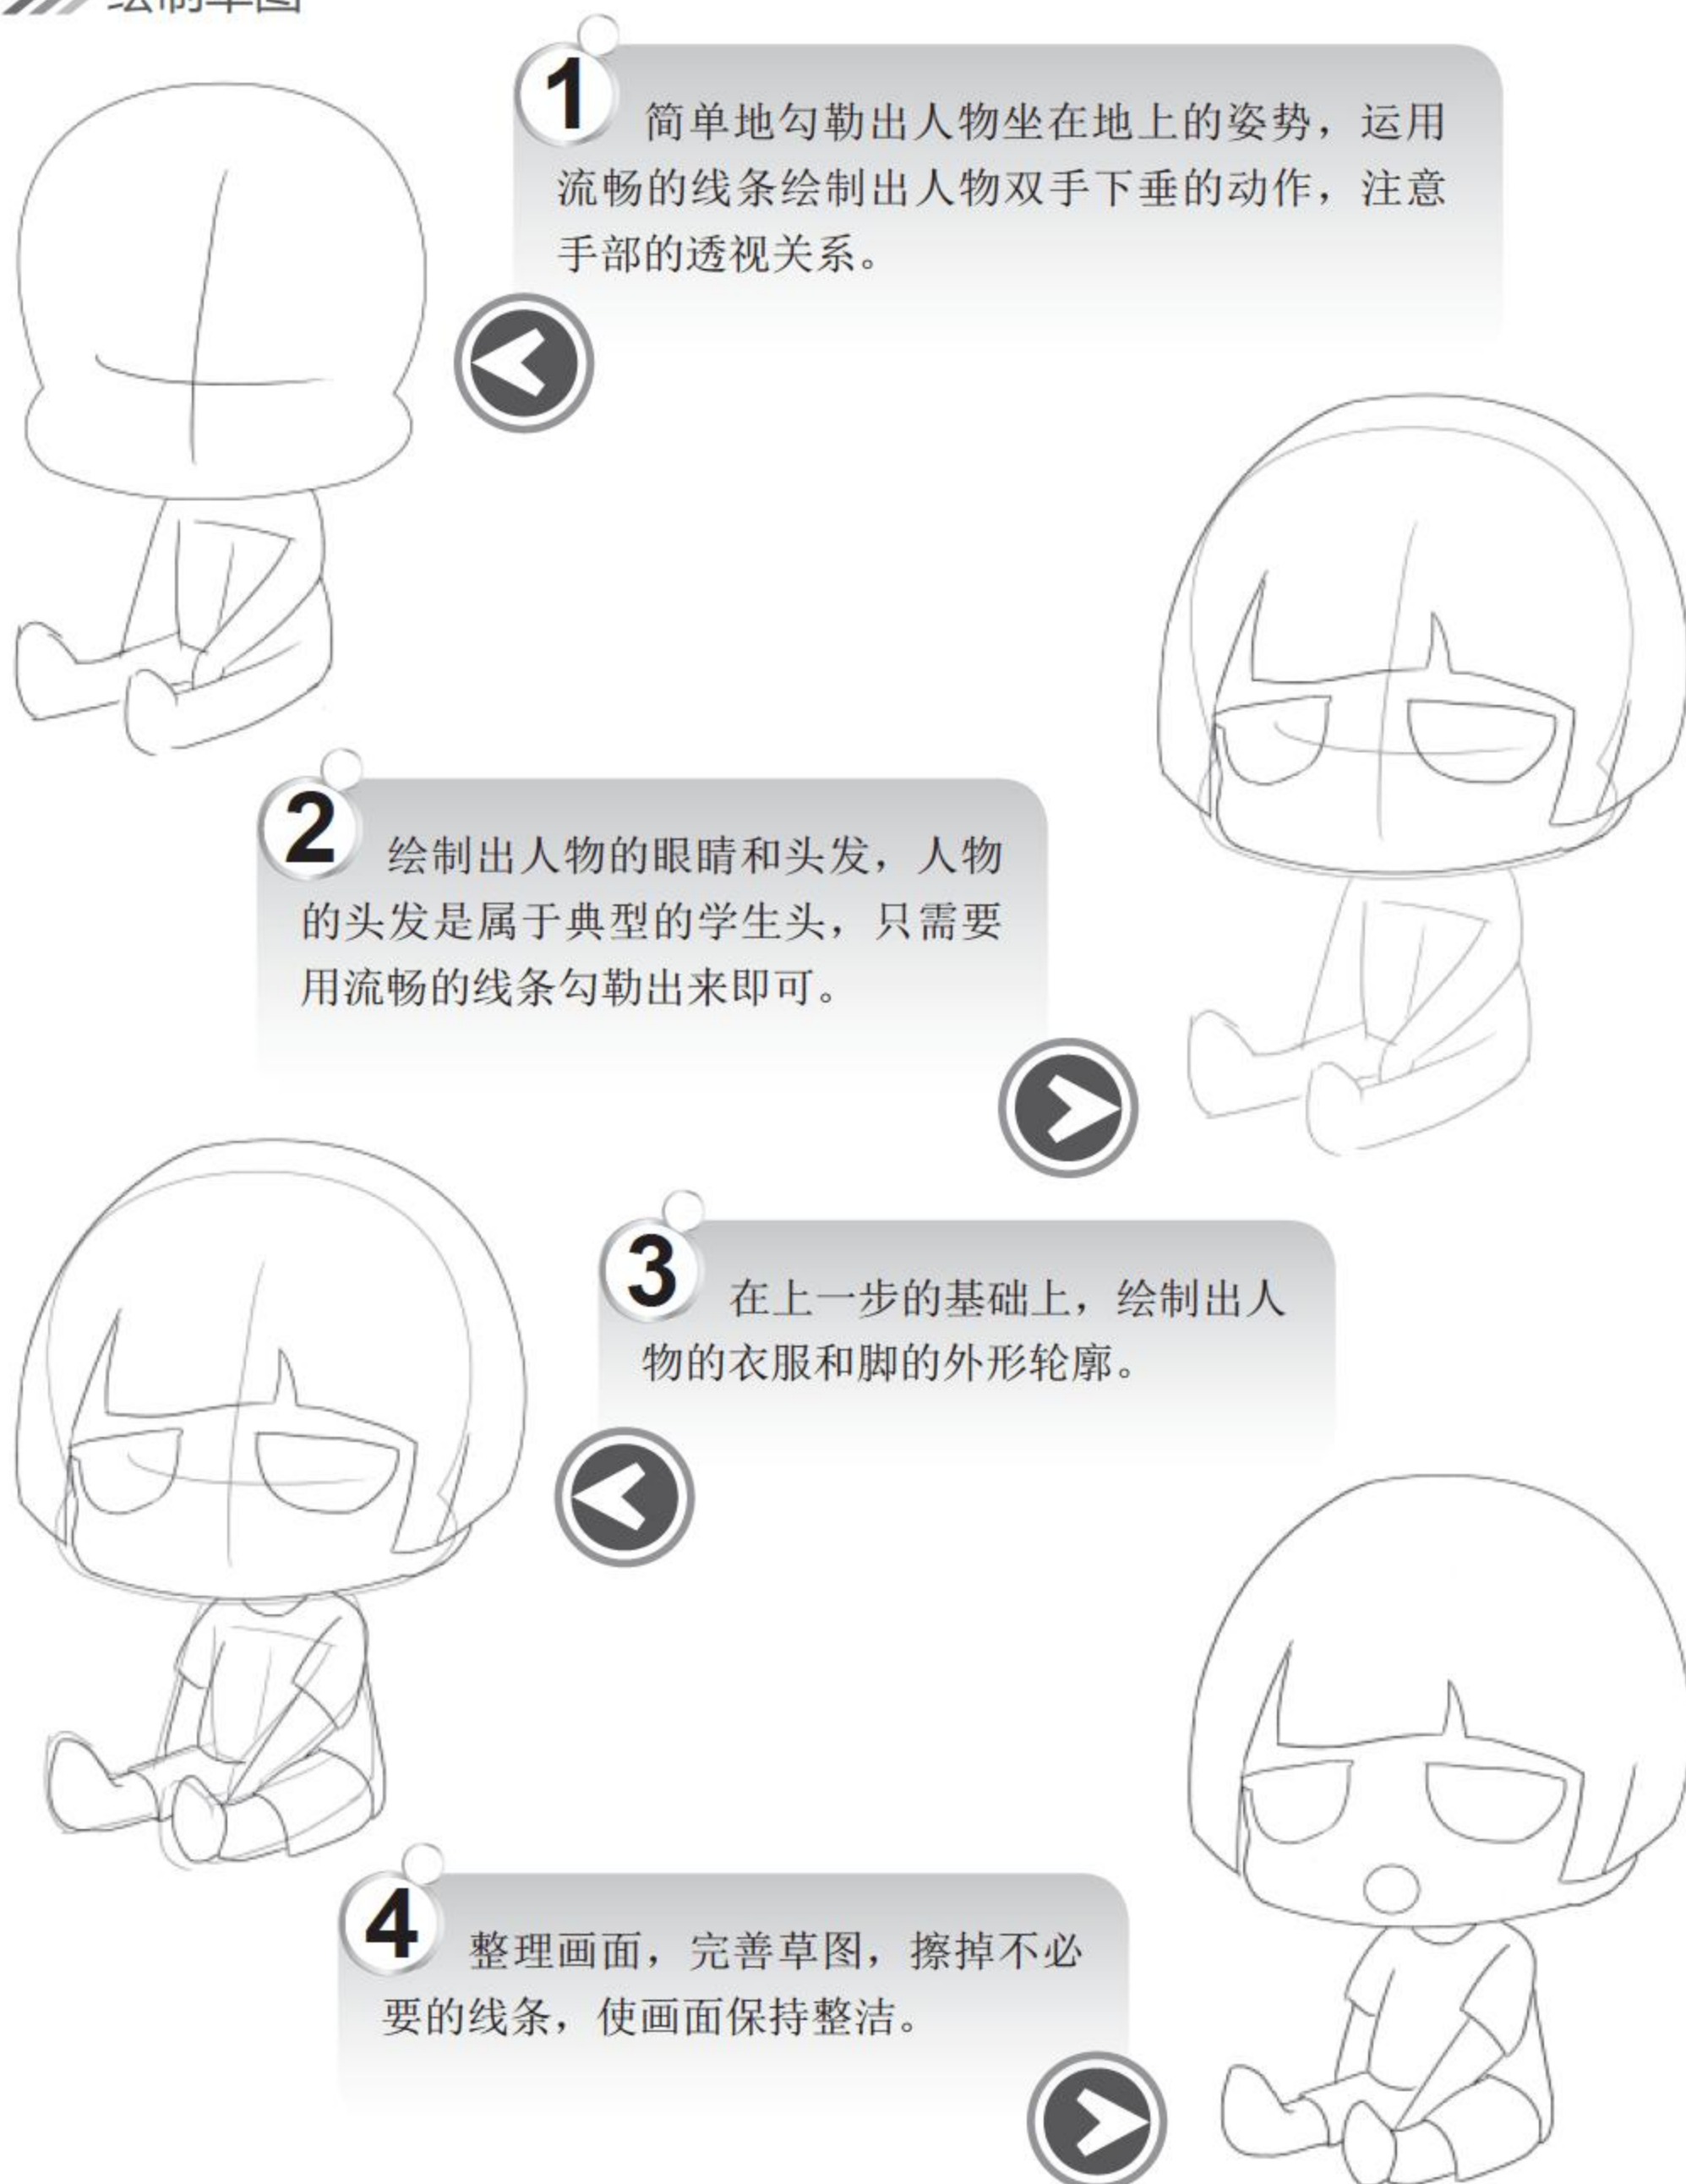 绘制草图
1
简单地勾勒出人物坐在地上的姿势，运用
流畅的线条绘制出人物双手下垂的动作，注意
手部的透视关系。
2
绘制出人物的眼睛和头发，人物
的头发是属于典型的学生头，只需要
用流畅的线条勾勒出来即可。
3
在上一步的基础上，绘制出人
物的衣服和脚的外形轮廓。
4
整理画面，完善草图，擦掉不必
要的线条，使画面保持整洁。